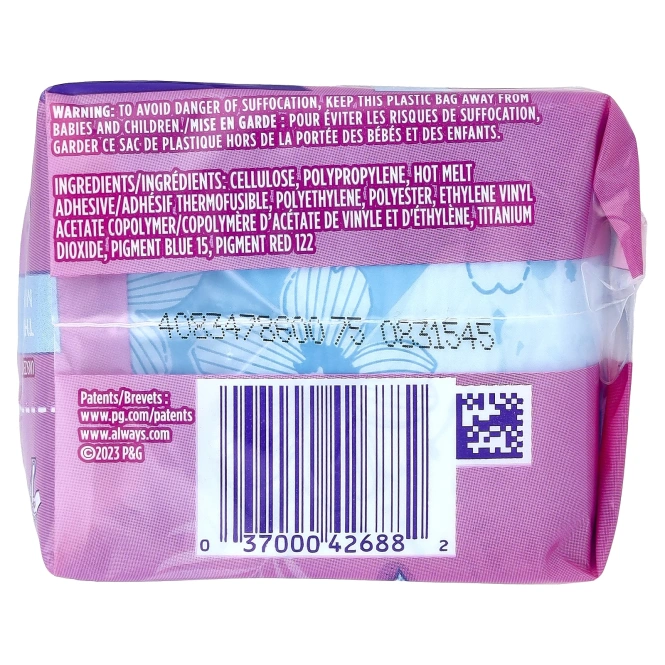 WARNING: TO AVOID DANGER OF SUFFOCATION, KEEP THIS PLASTIC BAG AWAY FROM
BABIES AND CHILDREN./MISE EN GARDE : POUR ÉVITER LES RISQUES DE SUFFOCATION,
GARDER CE SAC DE PLASTIQUE HORS DE LA PORTÉE DES BÉBÉS ET DES ENFANTS.
INGREDIENTS/INGRÉDIENTS: CELLULOSE, POLYPROPYLENE, HOT MELT
ADHESIVE/ADHÉSIF THERMOFUSIBLE, POLYETHYLENE, POLYESTER, ETHYLENE VINYL
ACETATE COPOLYMER/COPOLYMÈRE D'ACÉTATE DE VINYLE ET D'ÉTHYLÈNE, TITANIUM
DIOXIDE, PIGMENT BLUE 15, PIGMENT RED 122
4083478600 75 0831545
Patents/Brevets :
www.pg.com/patents
www.always.com
©2023 P&G
0 37000 42688 2